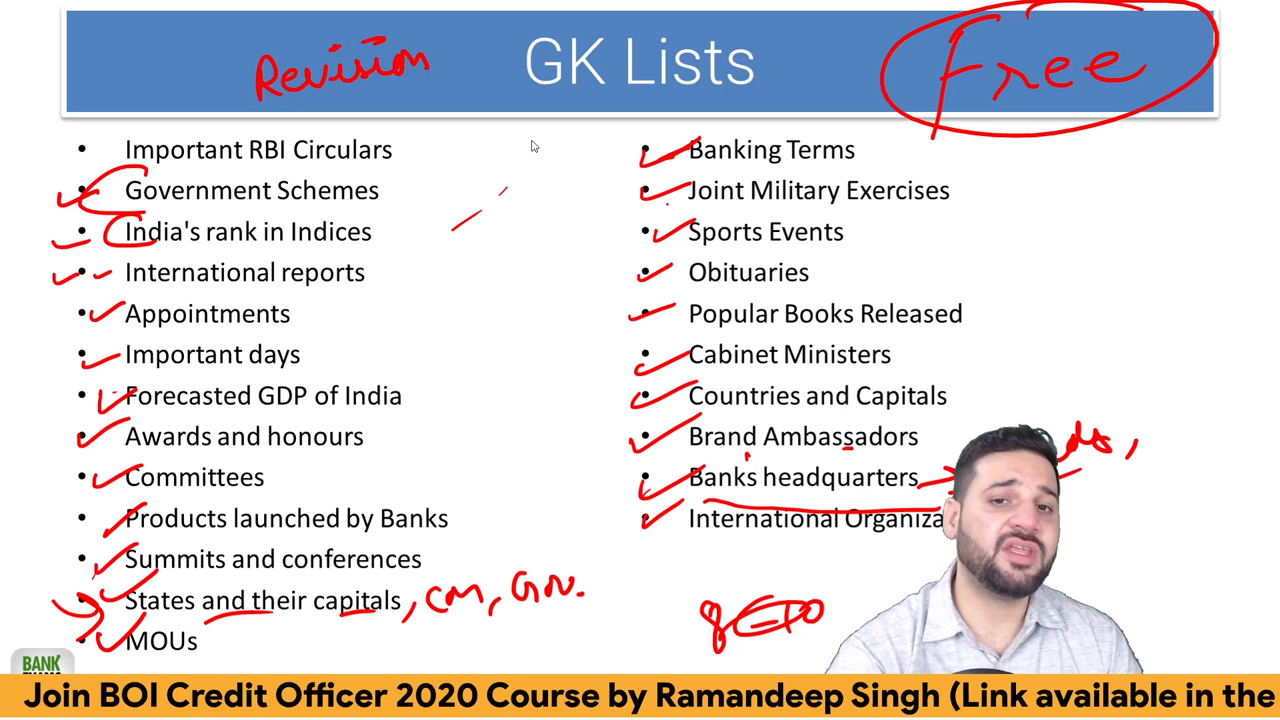 Revision GK Lists Free
• Important RBI Circulars
• Government Schemes
• India's rank in Indices
• International reports
• Appointments
• Important days
• Forecasted GDP of India
• Awards and honours
• Committees
• Products launched by Banks
• Summits and conferences
• States and their capitals, CM, Gov.
• MOUs
• Banking Terms
• Joint Military Exercises
• Sports Events
• Obituaries
• Popular Books Released
• Cabinet Ministers
• Countries and Capitals
• Brand Ambassadors
• Banks headquarters
• International Organiza
BANK
Join BOI Credit Officer 2020 Course by Ramandeep Singh (Link available in the